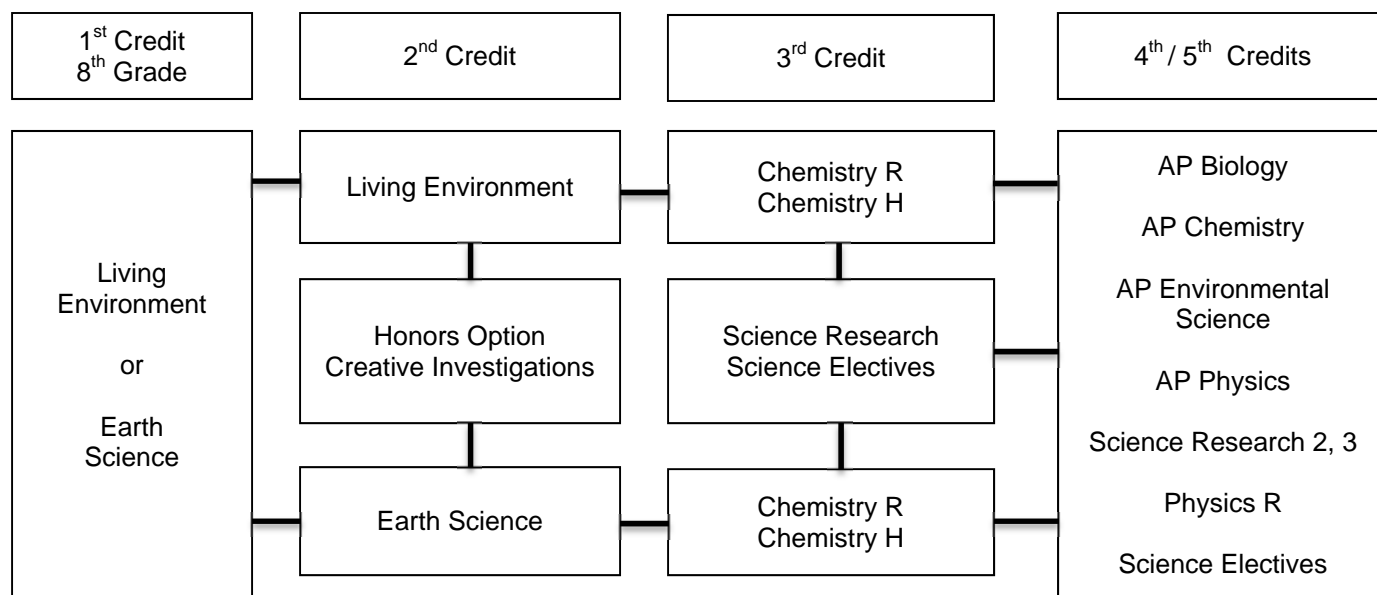 1st Credit
8th Grade
2nd Credit
3rd Credit
4th / 5th Credits
Living
Environment
or
Earth
Science
Living Environment
Honors Option
Creative Investigations
Earth Science
Chemistry R
Chemistry H
Science Research
Science Electives
Chemistry R
Chemistry H
AP Biology
AP Chemistry
AP Environmental
Science
AP Physics
Science Research 2, 3
Physics R
Science Electives